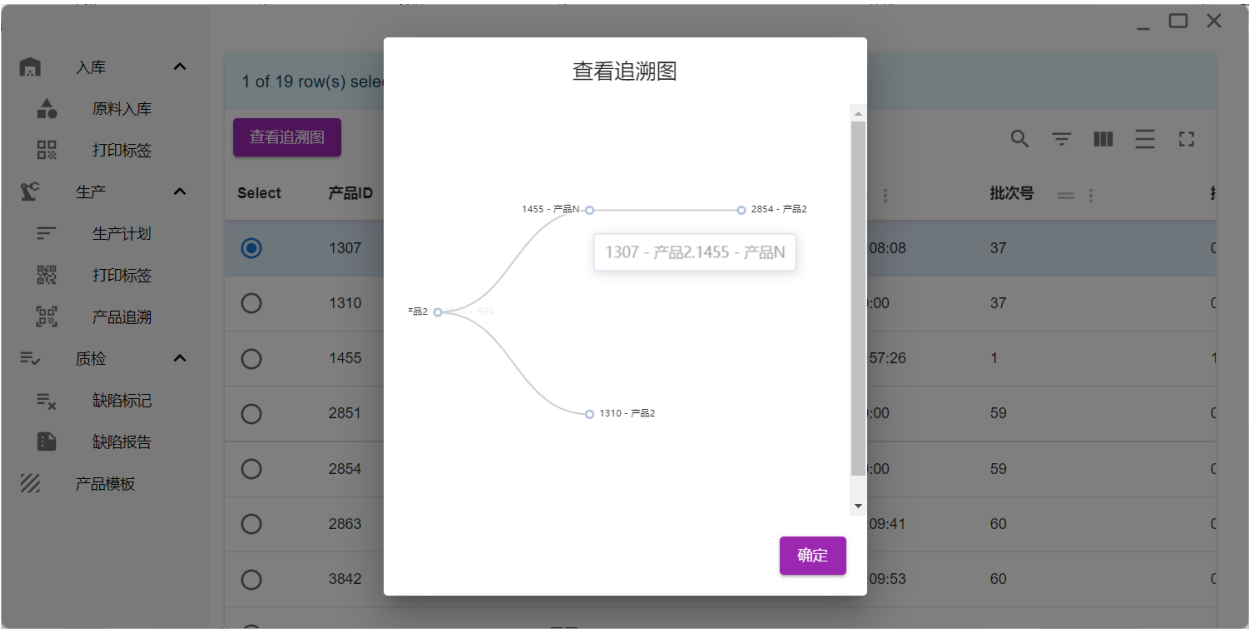 入库
原料入库
打印标签
生产
生产计划
打印标签
产品追溯
质检
缺陷标记
缺陷报告
产品模板
1 of 19 row(s) sele
查看追溯图
Select 产品ID 批次号
1307 08:08 37
1310 :00 37
1455 57:26 1
2851 :00 59
2854 :00 59
2863 09:41 60
3842 09:53 60
查看追溯图
1455 - 产品N
2854 - 产品2
1307 - 产品2.1455 - 产品N
品2
1310 - 产品2
确定